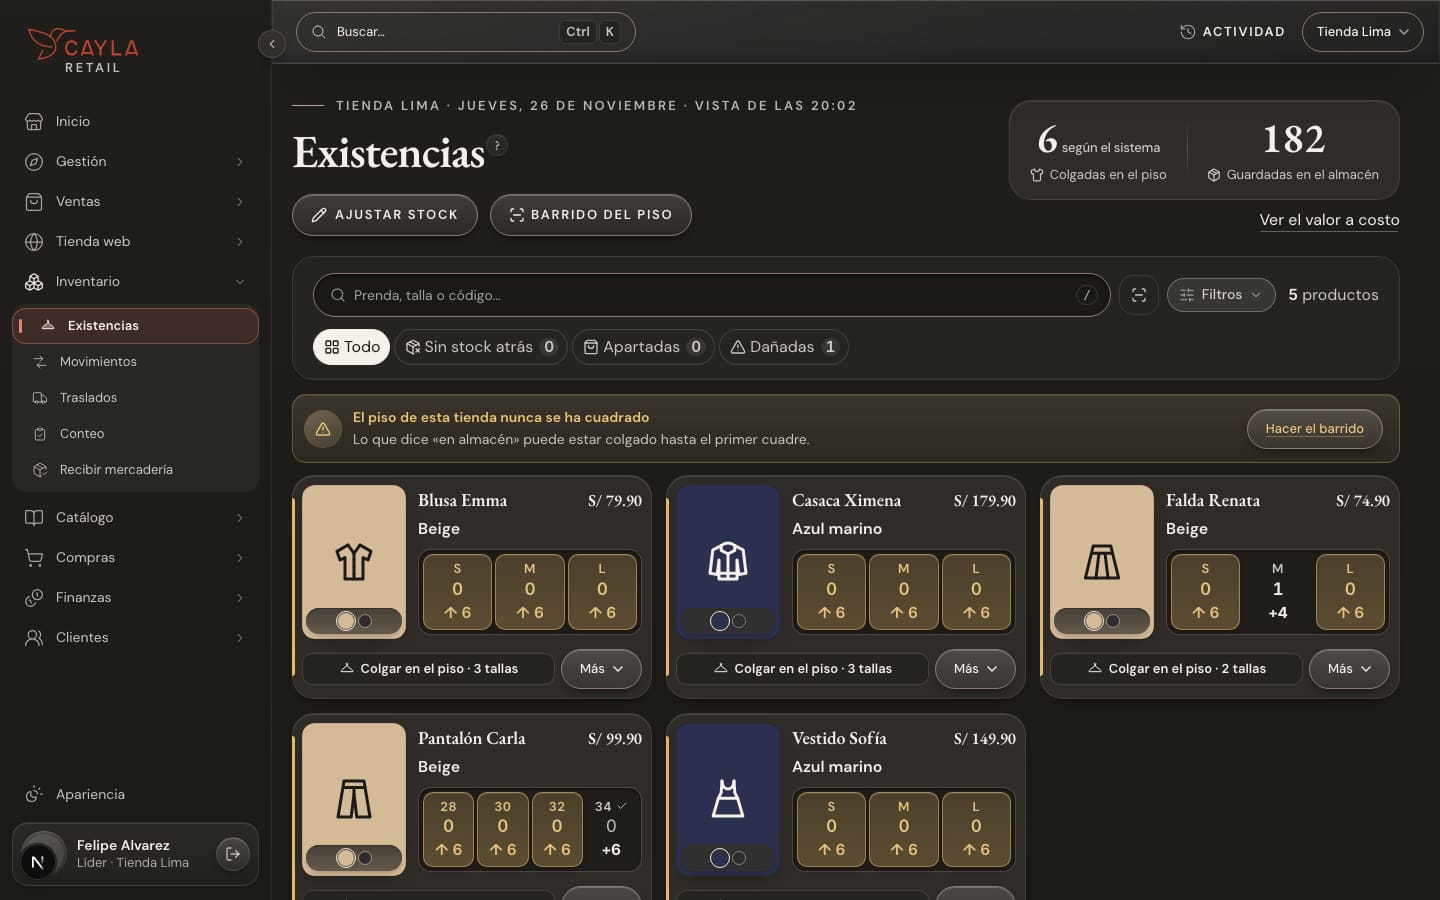 CAYLA
RETAIL
Buscar...
Ctrl K
ACTIVIDAD
Tienda Lima
Inicio
Gestión
Ventas
Tienda web
Inventario
Existencias
Movimientos
Traslados
Conteo
Recibir mercadería
Catálogo
Compras
Finanzas
Clientes
Apariencia
N
Felipe Alvarez
Líder · Tienda Lima
TIENDA LIMA · JUEVES, 26 DE NOVIEMBRE · VISTA DE LAS 20:02
Existencias ?
AJUSTAR STOCK
BARRIDO DEL PISO
6 según el sistema
Colgadas en el piso
182
Guardadas en el almacén
Ver el valor a costo
Prenda, talla o código...
/
Filtros
5 productos
Todo
Sin stock atrás 0
Apartadas 0
Dañadas 1
El piso de esta tienda nunca se ha cuadrado
Lo que dice «en almacén» puede estar colgado hasta el primer cuadre.
Hacer el barrido
Blusa Emma S/ 79.90
Beige
S M L
0 0 0
↑ 6 ↑ 6 ↑ 6
Colgar en el piso · 3 tallas
Más
Casaca Ximena S/ 179.90
Azul marino
S M L
0 0 0
↑ 6 ↑ 6 ↑ 6
Colgar en el piso · 3 tallas
Más
Falda Renata S/ 74.90
Beige
S M L
0 1 0
↑ 6 +4 ↑ 6
Colgar en el piso · 2 tallas
Más
Pantalón Carla S/ 99.90
Beige
28 30 32 34 ✓
0 0 0 0
↑ 6 ↑ 6 ↑ 6 +6
Vestido Sofía S/ 149.90
Azul marino
S M L
0 0 0
↑ 6 ↑ 6 ↑ 6